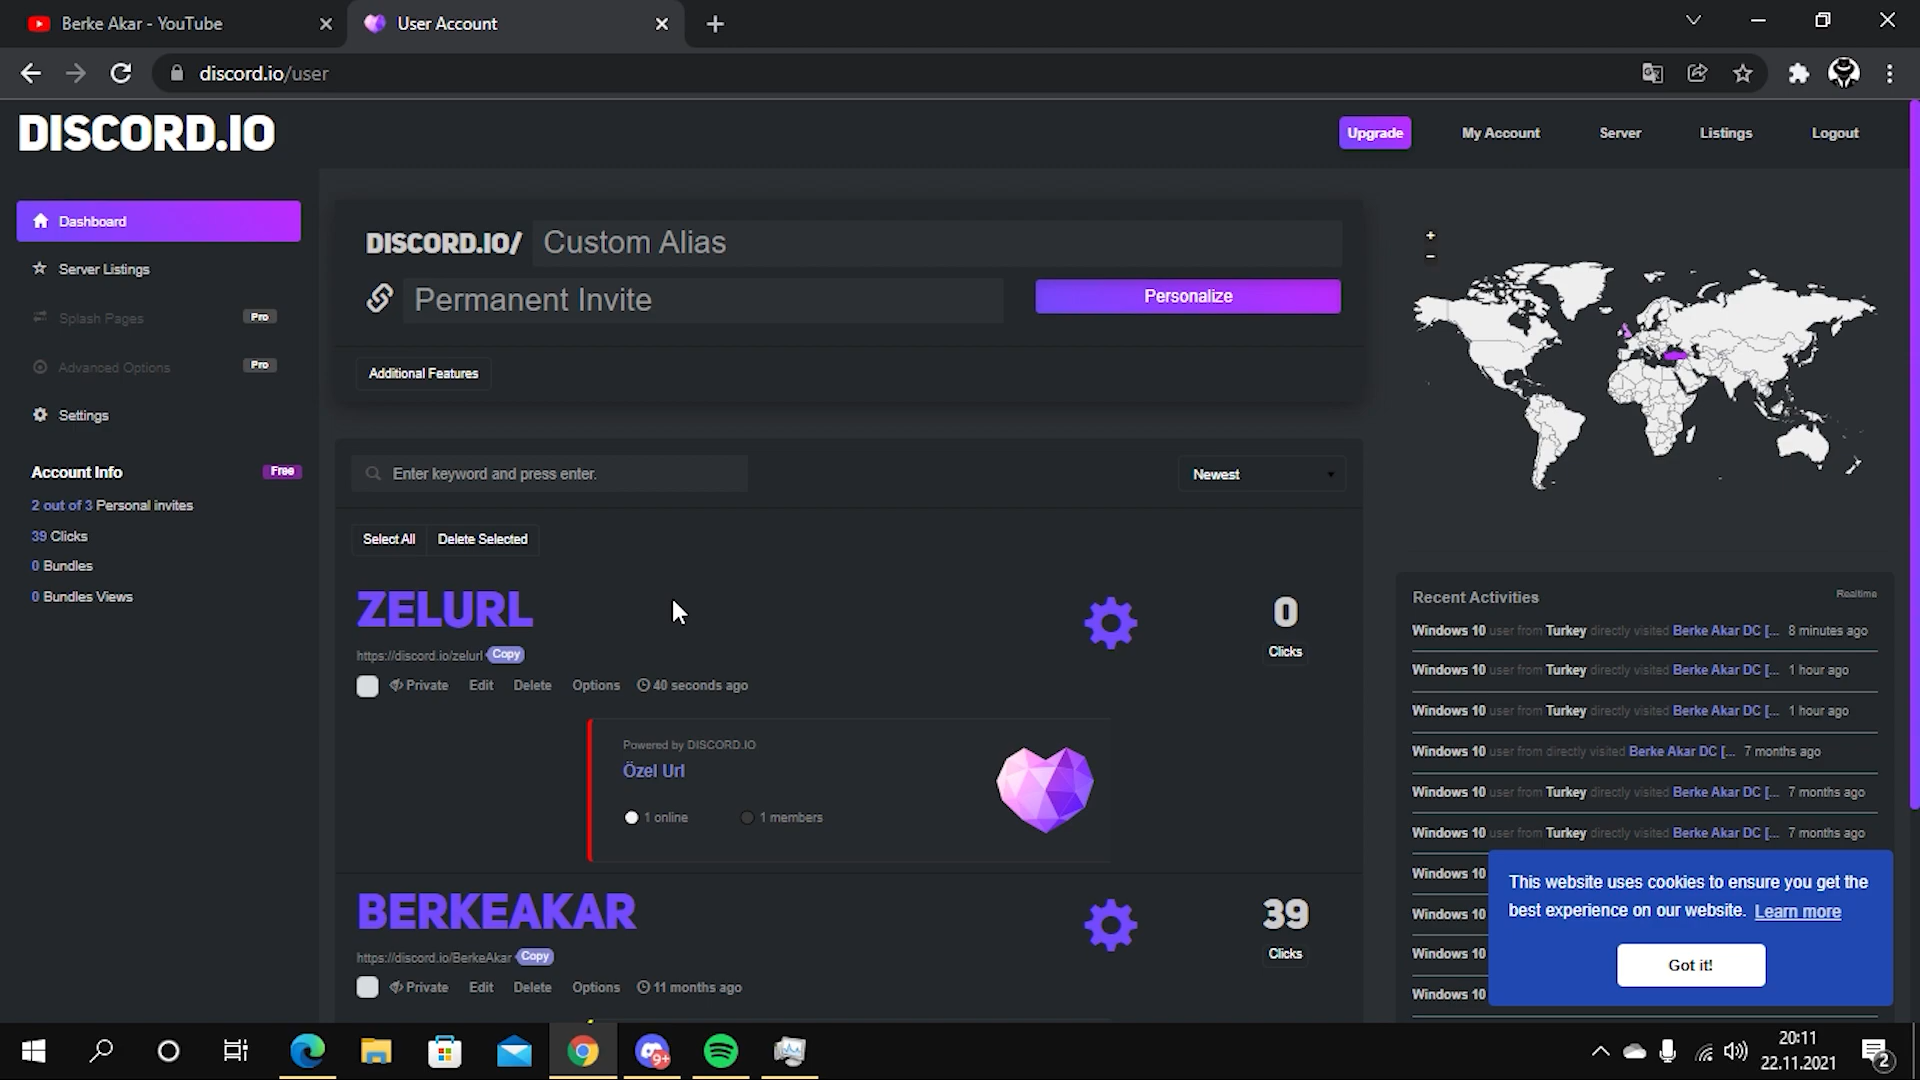 Berke Akar - YouTube
User Account
discord.io/user
DISCORD.IO
Upgrade
My Account
Server
Listings
Logout
Dashboard
Server Listings
Splash Pages Pro
Advanced Options Pro
Settings
Account Info Free
2 out of 3 Personal invites
39 Clicks
0 Bundles
0 Bundles Views
DISCORD.IO/ Custom Alias
Permanent Invite
Personalize
Additional Features
Enter keyword and press enter.
Newest
Select All Delete Selected
ZELURL
https://discord.io/zelurl Copy
Private Edit Delete Options 40 seconds ago
0
Clicks
Powered by DISCORD.IO
Özel Url
1 online 1 members
BERKEAKAR
https://discord.io/BerkeAkar Copy
Private Edit Delete Options 11 months ago
39
Clicks
+
-
Recent Activities Realtime
Windows 10 user from Turkey directly visited Berke Akar DC [... 8 minutes ago
Windows 10 user from Turkey directly visited Berke Akar DC [... 1 hour ago
Windows 10 user from Turkey directly visited Berke Akar DC [... 1 hour ago
Windows 10 user from directly visited Berke Akar DC [... 7 months ago
Windows 10 user from Turkey directly visited Berke Akar DC [... 7 months ago
Windows 10 user from Turkey directly visited Berke Akar DC [... 7 months ago
Windows 10
Windows 10
Windows 10
Windows 10
This website uses cookies to ensure you get the
best experience on our website. Learn more
Got it!
9+
20:11
22.11.2021
2